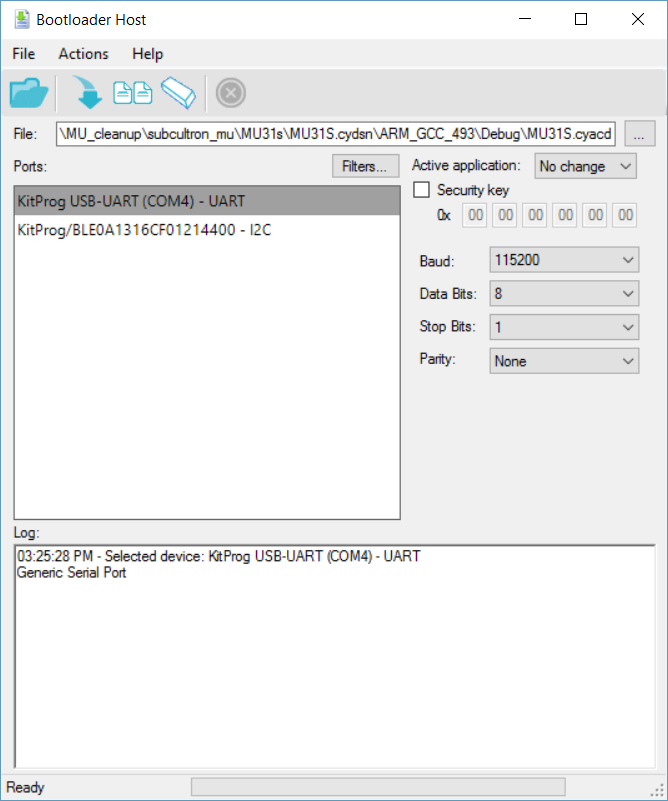 Bootloader Host
File Actions Help
File: \MU_cleanup\subcultron_mu\MU31s\MU31S.cydsn\ARM_GCC_493\Debug\MU31S.cyacd ...
Ports: Filters... Active application: No change
KitProg USB-UART (COM4) - UART
KitProg/BLE0A1316CF01214400 - I2C
Security key
0x 00 00 00 00 00 00
Baud: 115200
Data Bits: 8
Stop Bits: 1
Parity: None
Log:
03:25:28 PM - Selected device: KitProg USB-UART (COM4) - UART
Generic Serial Port
Ready